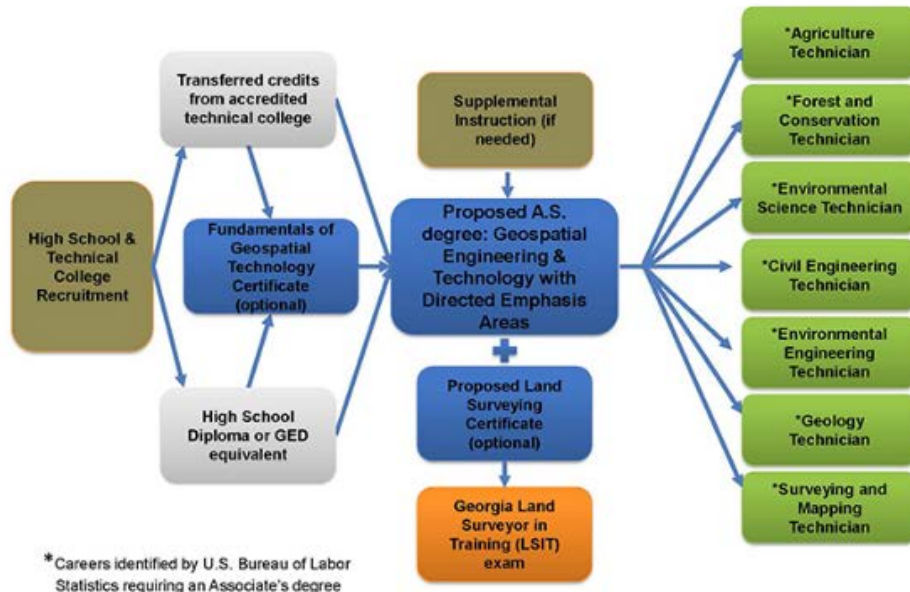 High School &
Technical
College
Recruitment
Transferred credits
from accredited
technical college
Fundamentals of
Geospatial
Technology
Certificate
(optional)
High School
Diploma or GED
equivalent
Supplemental
Instruction (if
needed)
Proposed A.S.
degree: Geospatial
Engineering &
Technology with
Directed Emphasis
Areas
Proposed Land
Surveying
Certificate
(optional)
Georgia Land
Surveyor in
Training (LSIT)
exam
*Agriculture
Technician
*Forest and
Conservation
Technician
*Environmental
Science Technician
*Civil Engineering
Technician
*Environmental
Engineering
Technician
*Geology
Technician
*Surveying and
Mapping
Technician
*Careers identified by U.S. Bureau of Labor
Statistics requiring an Associate's degree